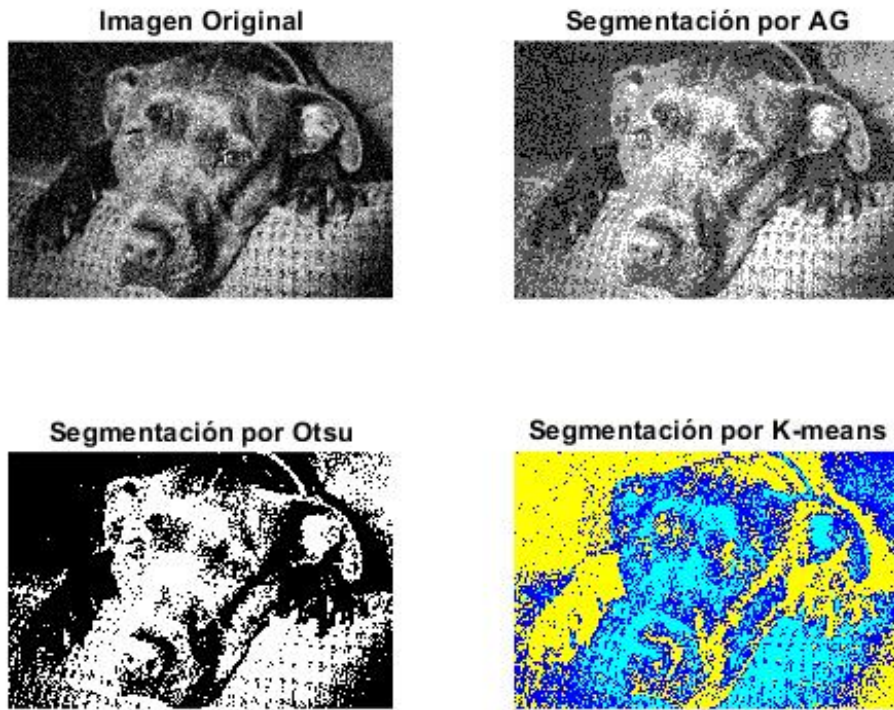 Imagen Original
Segmentación por AG
Segmentación por Otsu
Segmentación por K-means